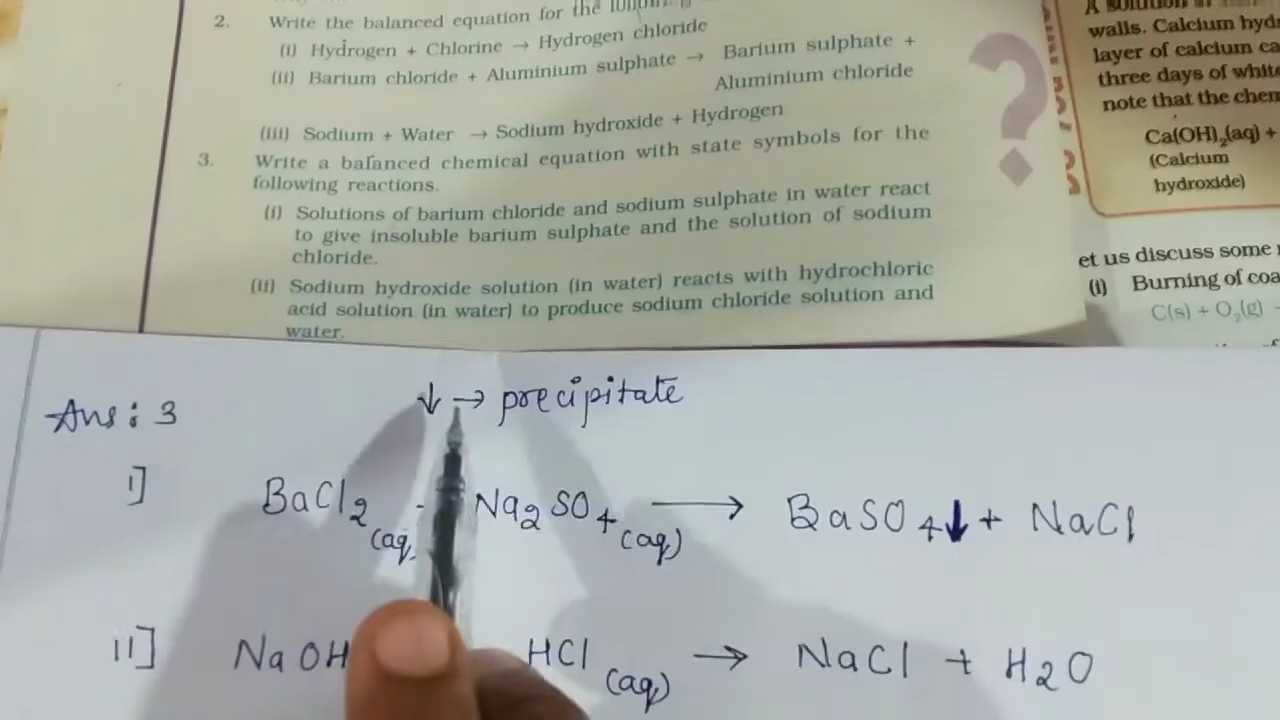 2. Write the balanced equation for the
(i) Hydrogen + Chlorine → Hydrogen chloride
(ii) Barium chloride + Aluminium sulphate → Barium sulphate +
Aluminium chloride
(iii) Sodium + Water → Sodium hydroxide + Hydrogen
3. Write a balanced chemical equation with state symbols for the
following reactions.
(i) Solutions of barium chloride and sodium sulphate in water react
to give insoluble barium sulphate and the solution of sodium
chloride.
(ii) Sodium hydroxide solution (in water) reacts with hydrochloric
acid solution (in water) to produce sodium chloride solution and
water.
?
A solution
walls. Calcium hyd
layer of calcium ca
three days of white
note that the chem
Ca(OH)₂(aq) +
(Calcium
hydroxide)
et us discuss some
(i) Burning of coa
C(s) + O₂(g)
Ans: 3
↓ → precipitate
I] BaCl₂ (aq Na₂SO₄ (aq) → BaSO₄↓ + NaCl
II] NaOH HCl (aq) → NaCl + H₂O